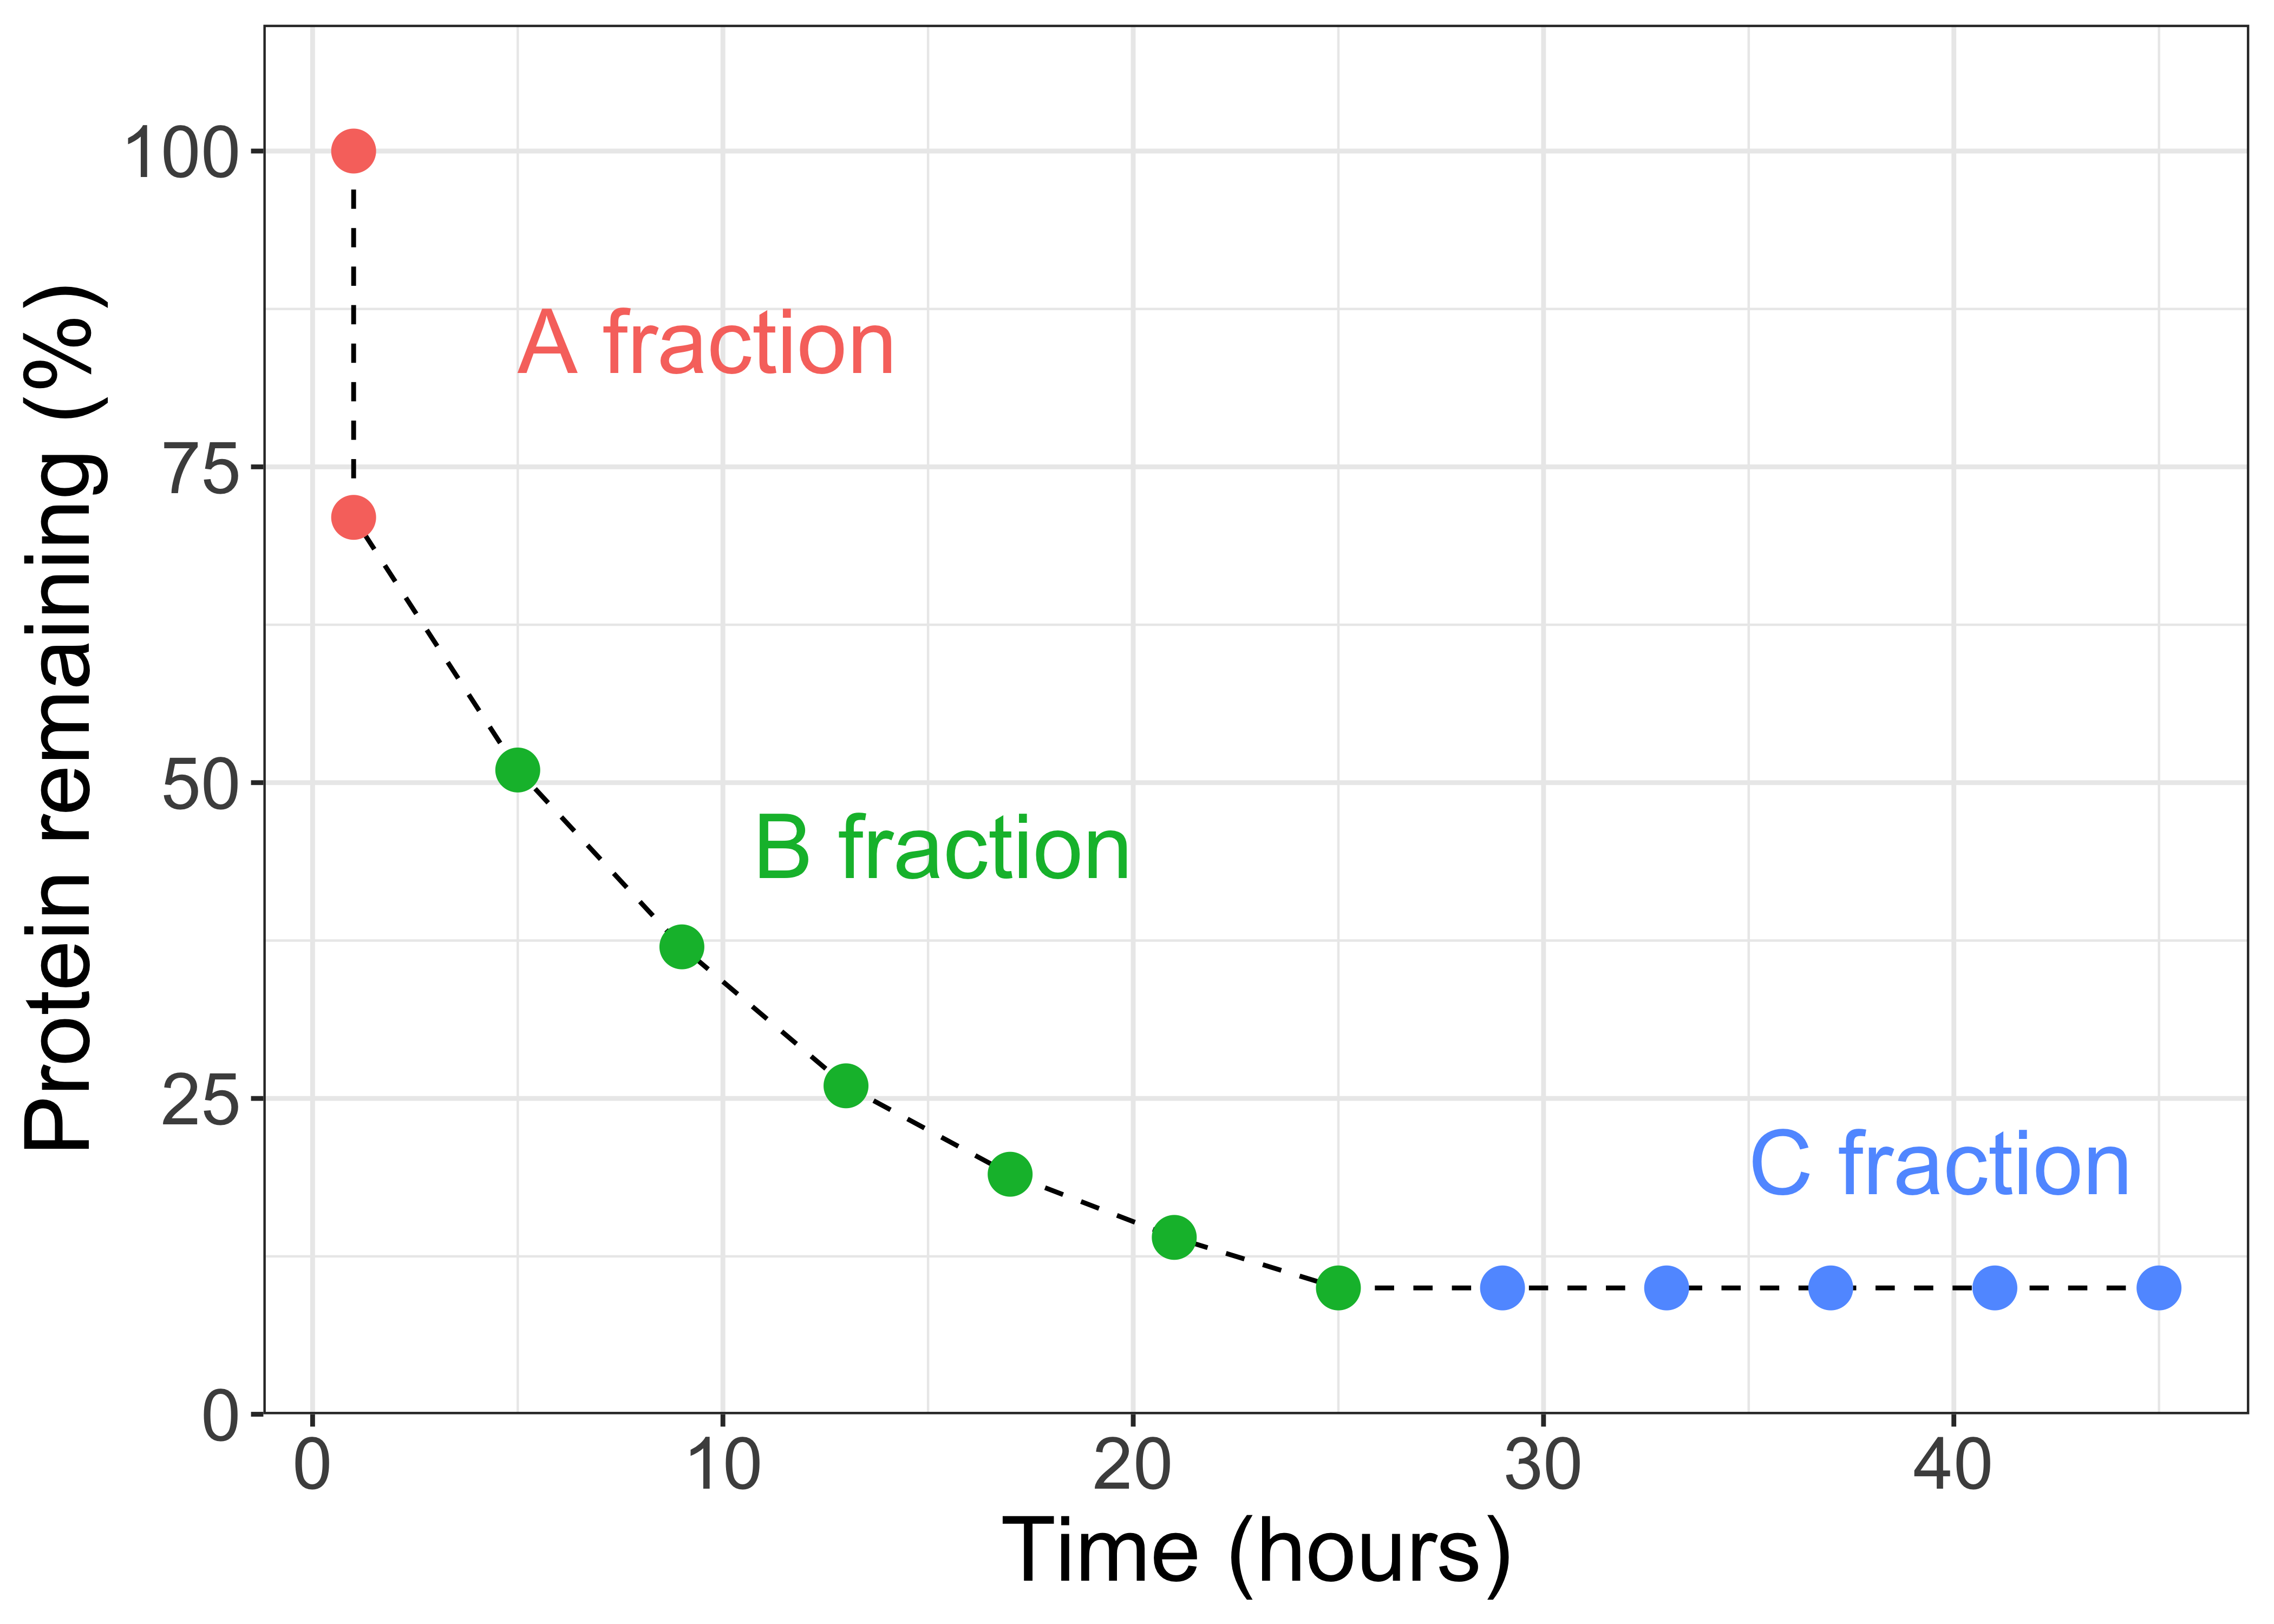 Protein remaining (%)
100
75
50
25
0
A fraction
B fraction
C fraction
0 10 20 30 40
Time (hours)